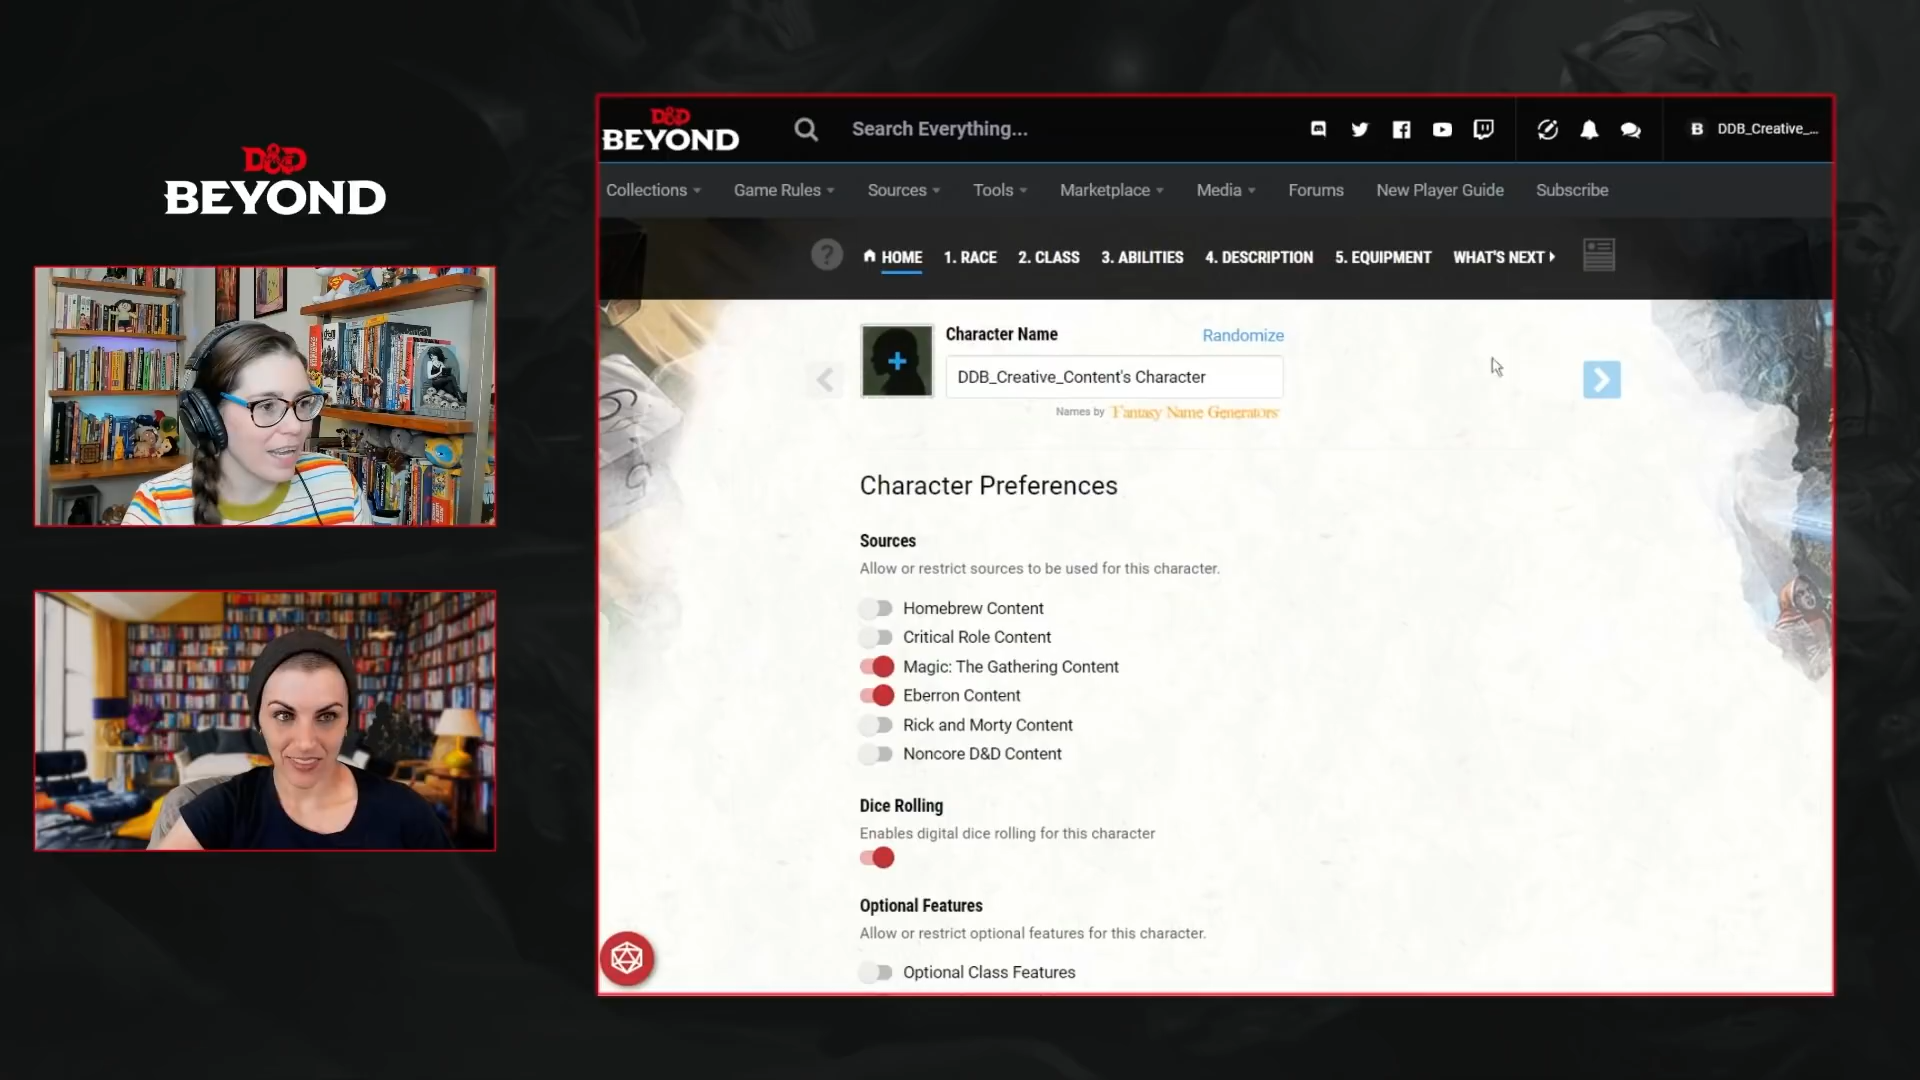 D&D
BEYOND
D&D
BEYOND
Search Everything...
B DDB_Creative_...
Collections
Game Rules
Sources
Tools
Marketplace
Media
Forums
New Player Guide
Subscribe
?
HOME
1. RACE
2. CLASS
3. ABILITIES
4. DESCRIPTION
5. EQUIPMENT
WHAT'S NEXT
Character Name
Randomize
DDB_Creative_Content's Character
Names by Fantasy Name Generators
Character Preferences
Sources
Allow or restrict sources to be used for this character.
Homebrew Content
Critical Role Content
Magic: The Gathering Content
Eberron Content
Rick and Morty Content
Noncore D&D Content
Dice Rolling
Enables digital dice rolling for this character
Optional Features
Allow or restrict optional features for this character.
Optional Class Features